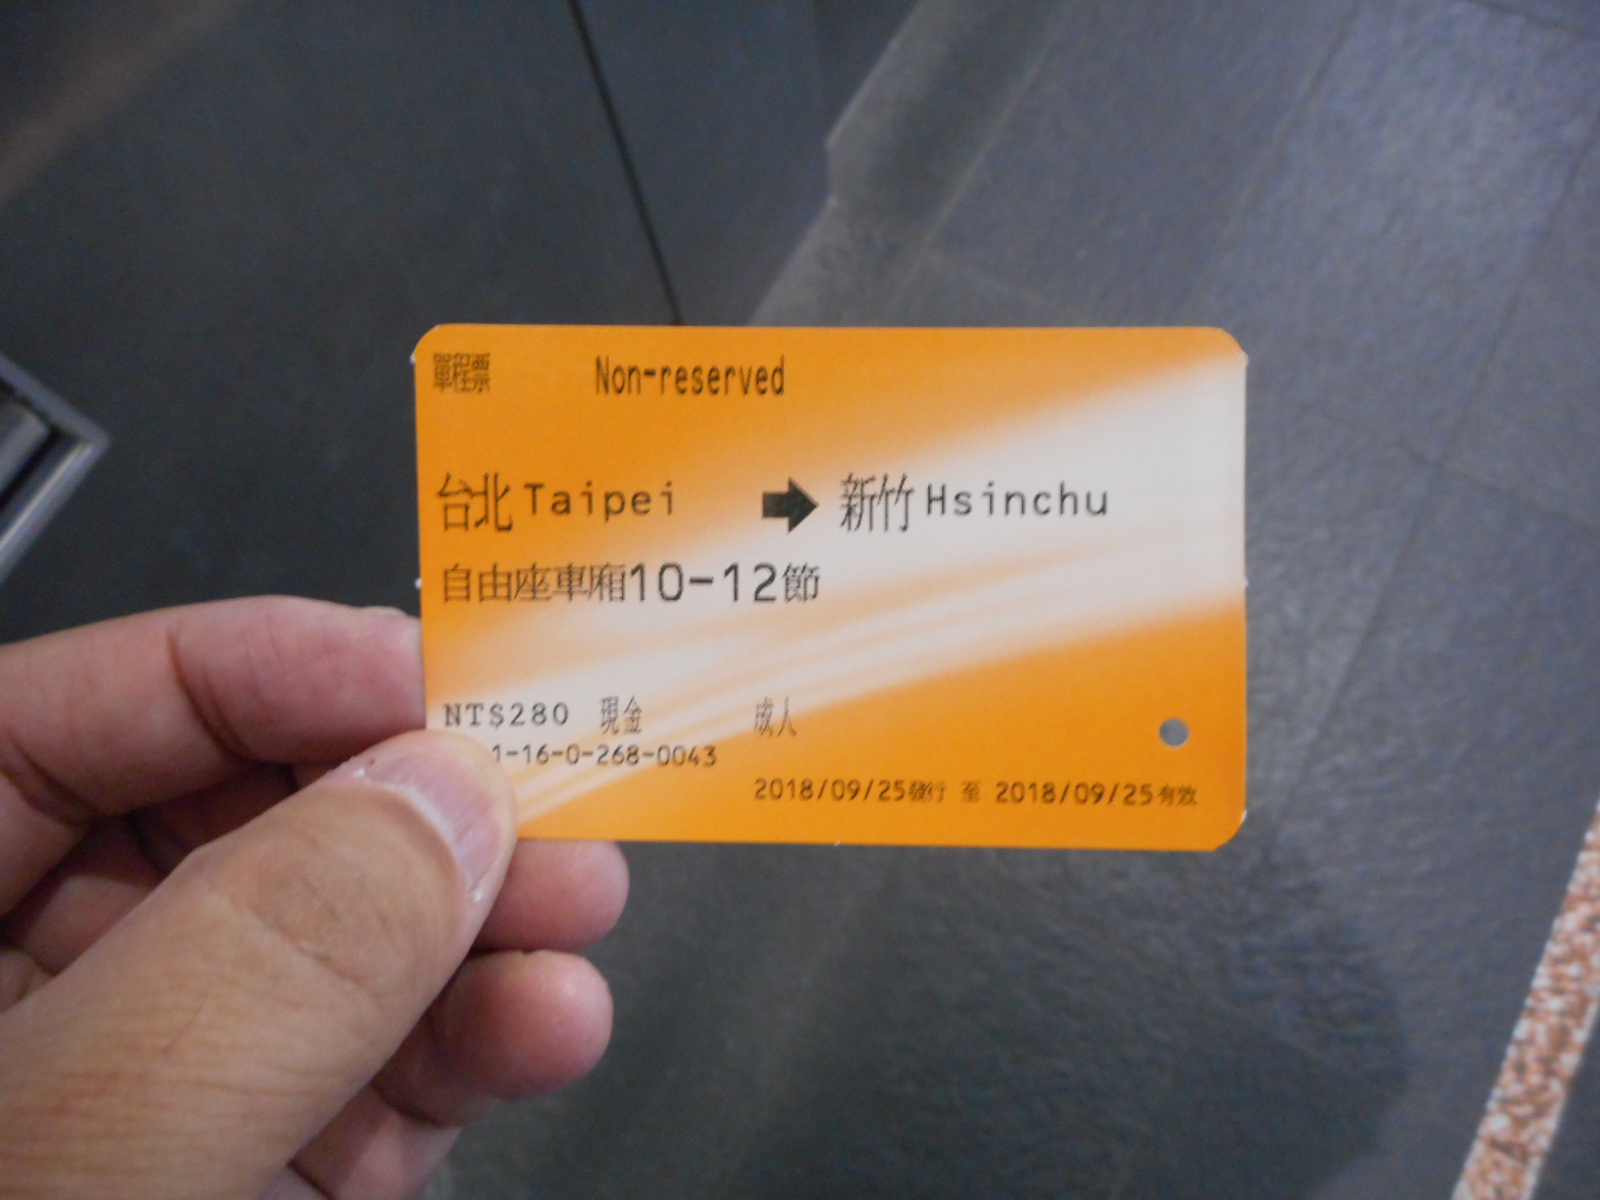 單程票 Non-reserved
台北 Taipei ➡ 新竹 Hsinchu
自由座車廂10-12節
NT$280 現金 成人
1-16-0-268-0043
2018/09/25發行 至 2018/09/25有效